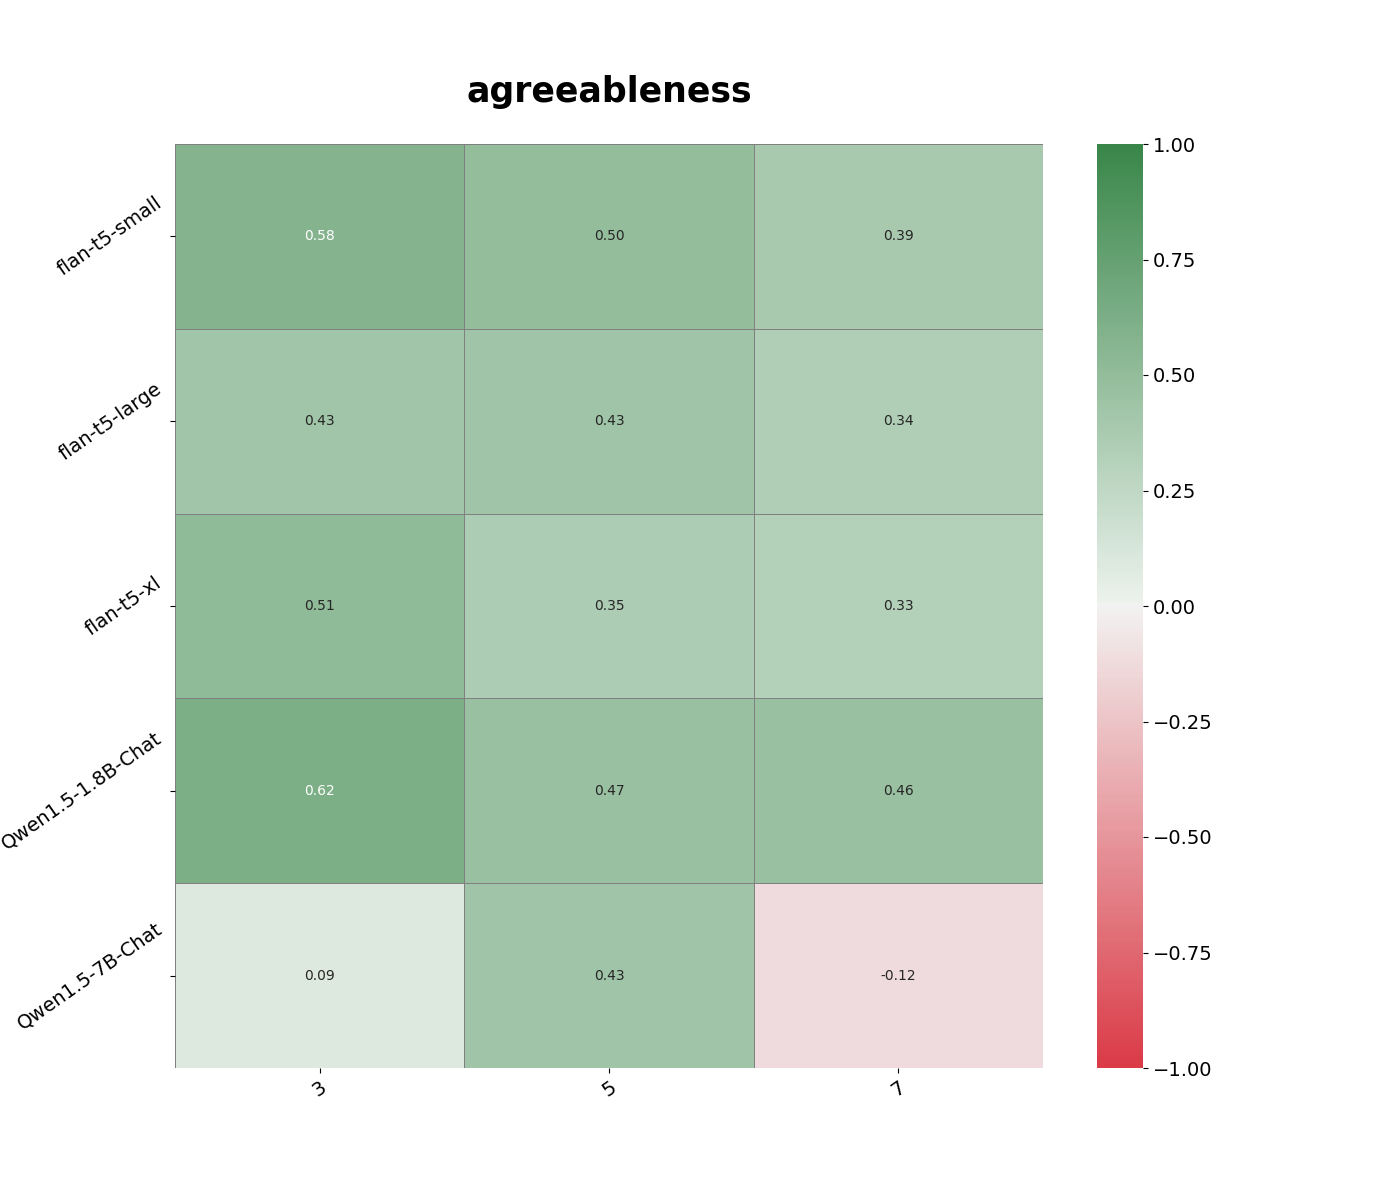 agreeableness
1.00
flan-t5-small
0.58 0.50 0.39
0.75
flan-t5-large
0.43 0.43 0.34
0.50
0.25
flan-t5-xl
0.51 0.35 0.33
0.00
−0.25
Qwen1.5-1.8B-Chat
0.62 0.47 0.46
−0.50
Qwen1.5-7B-Chat
0.09 0.43 -0.12
−0.75
−1.00
3 5 7